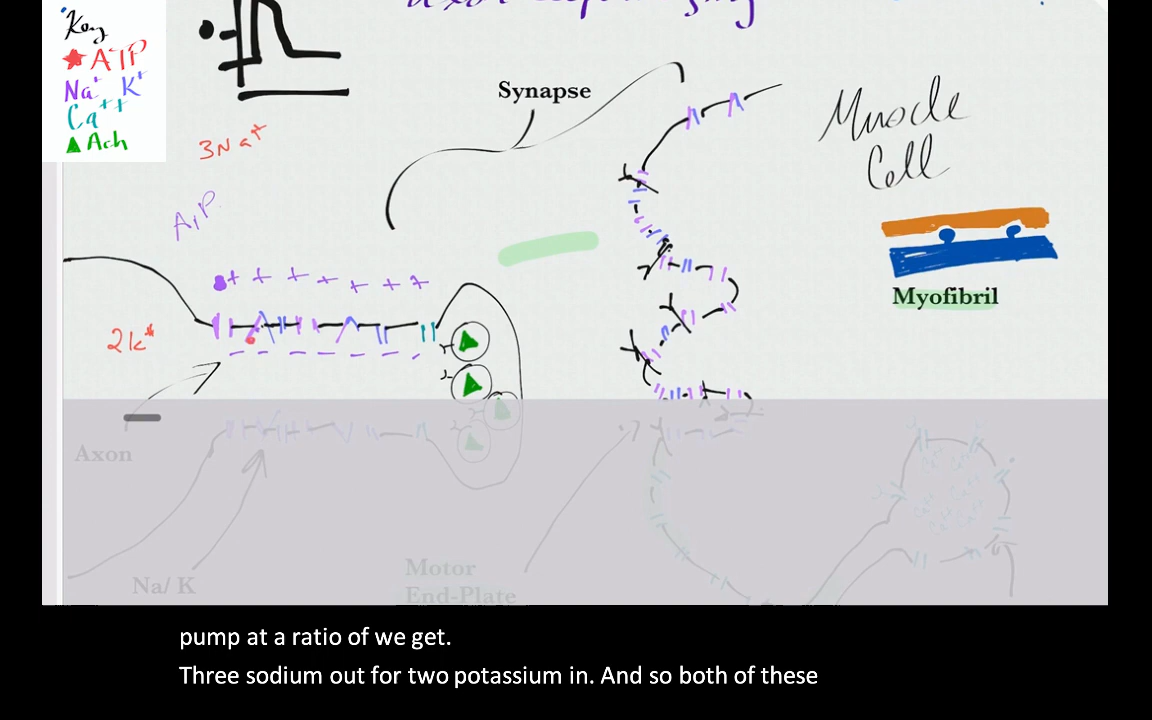 Key
ATP
Na+ K+
Ca++
Ach
3Na+
Synapse
Muscle
Cell
Myofibril
2k+
Axon
Na/ K
Motor
End-Plate
pump at a ratio of we get.
Three sodium out for two potassium in. And so both of these